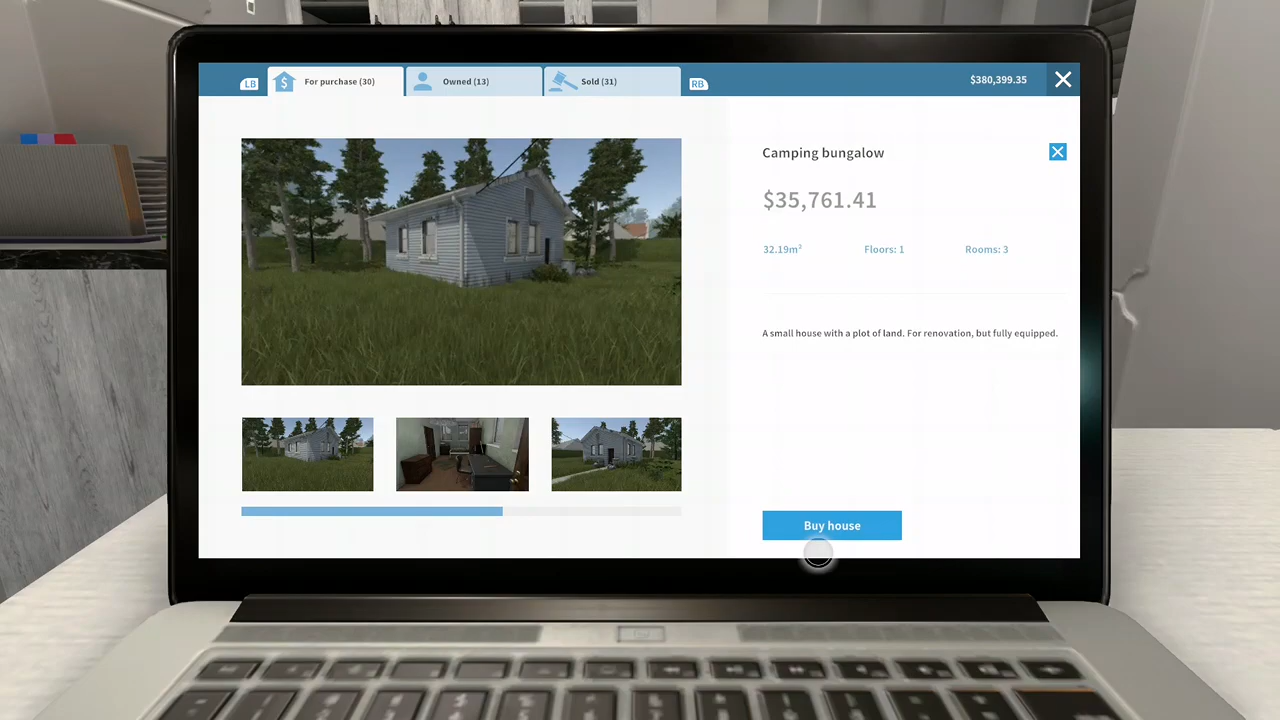 LB
For purchase (30)
Owned (13)
Sold (31)
RB
$380,399.35
Camping bungalow
$35,761.41
32.19m²
Floors: 1
Rooms: 3
A small house with a plot of land. For renovation, but fully equipped.
Buy house